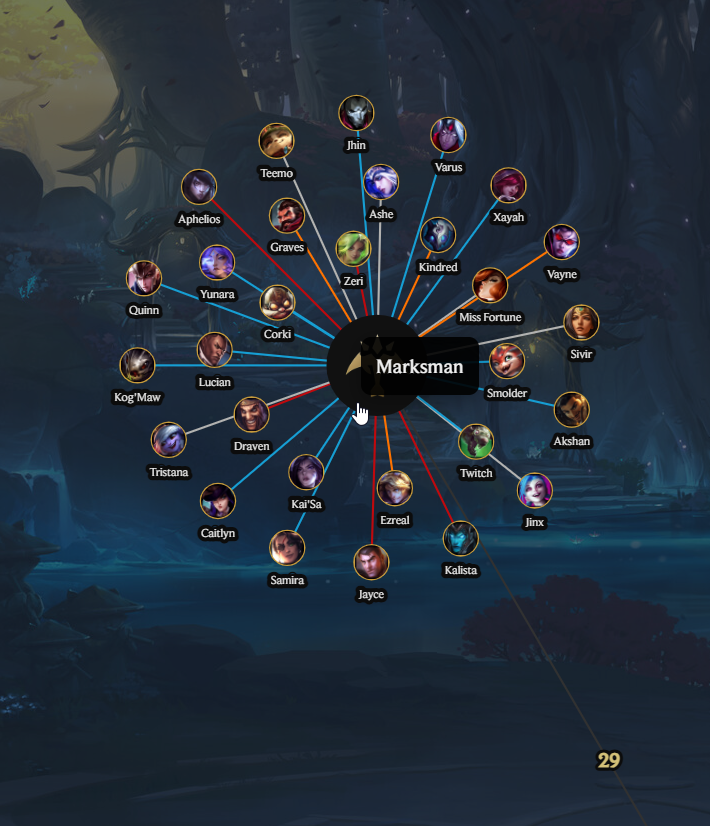 Jhin
Teemo
Varus
Aphelios
Ashe
Xayah
Graves
Kindred
Vayne
Zeri
Yunara
Quinn
Corki
Miss Fortune
Sivir
Marksman
Lucian
Smolder
Kog'Maw
Draven
Akshan
Tristana
Twitch
Kai'Sa
Ezreal
Jinx
Caitlyn
Samira
Kalista
Jayce
29